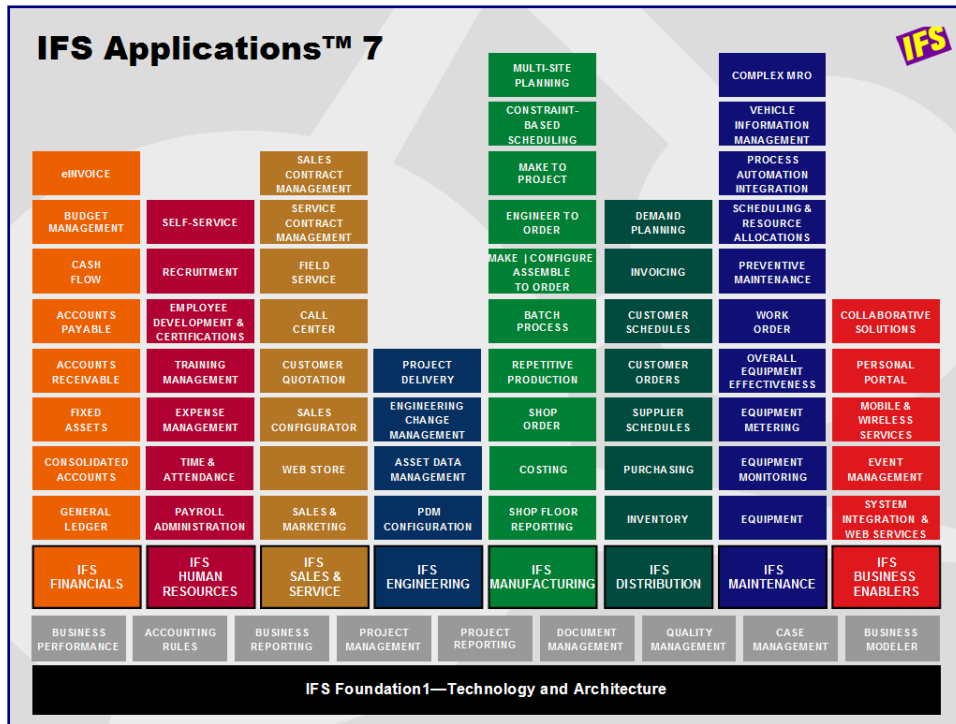 IFS Applications™ 7
IFS
MULTI-SITE
PLANNING
COMPLEX MRO
CONSTRAINT-
BASED
SCHEDULING
VEHICLE
INFORMATION
MANAGEMENT
eINVOICE
SALES
CONTRACT
MANAGEMENT
MAKE TO
PROJECT
PROCESS
AUTOMATION
INTEGRATION
BUDGET
MANAGEMENT
SELF-SERVICE
SERVICE
CONTRACT
MANAGEMENT
ENGINEER TO
ORDER
DEMAND
PLANNING
SCHEDULING &
RESOURCE
ALLOCATIONS
CASH
FLOW
RECRUITMENT
FIELD
SERVICE
MAKE | CONFIGURE
ASSEMBLE
TO ORDER
INVOICING
PREVENTIVE
MAINTENANCE
ACCOUNTS
PAYABLE
EMPLOYEE
DEVELOPMENT &
CERTIFICATIONS
CALL
CENTER
BATCH
PROCESS
CUSTOMER
SCHEDULES
WORK
ORDER
COLLABORATIVE
SOLUTIONS
ACCOUNTS
RECEIVABLE
TRAINING
MANAGEMENT
CUSTOMER
QUOTATION
PROJECT
DELIVERY
REPETITIVE
PRODUCTION
CUSTOMER
ORDERS
OVERALL
EQUIPMENT
EFFECTIVENESS
PERSONAL
PORTAL
FIXED
ASSETS
EXPENSE
MANAGEMENT
SALES
CONFIGURATOR
ENGINEERING
CHANGE
MANAGEMENT
SHOP
ORDER
SUPPLIER
SCHEDULES
EQUIPMENT
METERING
MOBILE &
WIRELESS
SERVICES
CONSOLIDATED
ACCOUNTS
TIME &
ATTENDANCE
WEB STORE
ASSET DATA
MANAGEMENT
COSTING
PURCHASING
EQUIPMENT
MONITORING
EVENT
MANAGEMENT
GENERAL
LEDGER
PAYROLL
ADMINISTRATION
SALES &
MARKETING
PDM
CONFIGURATION
SHOP FLOOR
REPORTING
INVENTORY
EQUIPMENT
SYSTEM
INTEGRATION &
WEB SERVICES
IFS
FINANCIALS
IFS
HUMAN
RESOURCES
IFS
SALES &
SERVICE
IFS
ENGINEERING
IFS
MANUFACTURING
IFS
DISTRIBUTION
IFS
MAINTENANCE
IFS
BUSINESS
ENABLERS
BUSINESS
PERFORMANCE
ACCOUNTING
RULES
BUSINESS
REPORTING
PROJECT
MANAGEMENT
PROJECT
REPORTING
DOCUMENT
MANAGEMENT
QUALITY
MANAGEMENT
CASE
MANAGEMENT
BUSINESS
MODELER
IFS Foundation1—Technology and Architecture